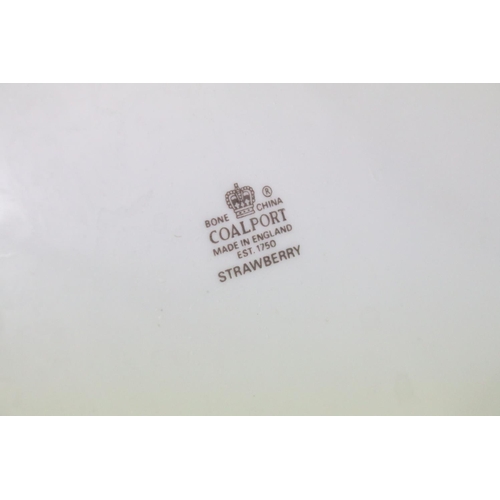 BONE CHINA ®
COALPORT
MADE IN ENGLAND
EST. 1750
STRAWBERRY